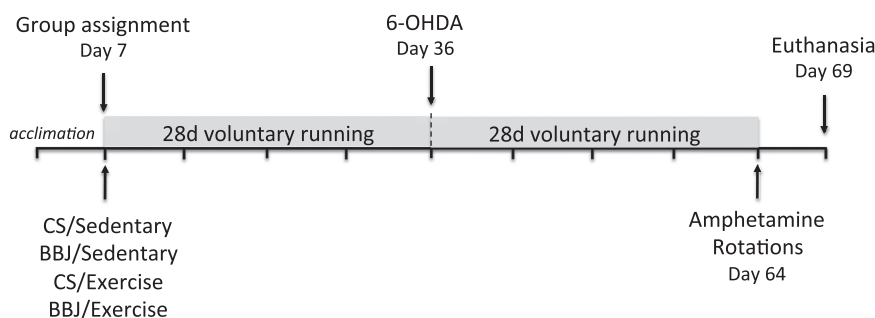 Group assignment
Day 7
6-OHDA
Day 36
Euthanasia
Day 69
acclimation
28d voluntary running
28d voluntary running
CS/Sedentary
BBJ/Sedentary
CS/Exercise
BBJ/Exercise
Amphetamine
Rotations
Day 64